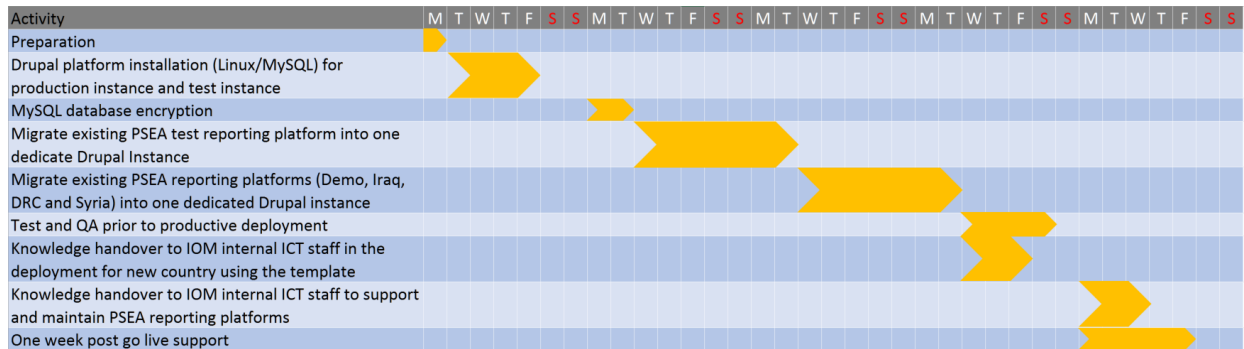 Activity M T W T F S S M T W T F S S M T W T F S S M T W T F S S M T W T F S S
Preparation
Drupal platform installation (Linux/MySQL) for
production instance and test instance
MySQL database encryption
Migrate existing PSEA test reporting platform into one
dedicate Drupal Instance
Migrate existing PSEA reporting platforms (Demo, Iraq,
DRC and Syria) into one dedicated Drupal instance
Test and QA prior to productive deployment
Knowledge handover to IOM internal ICT staff in the
deployment for new country using the template
Knowledge handover to IOM internal ICT staff to support
and maintain PSEA reporting platforms
One week post go live support